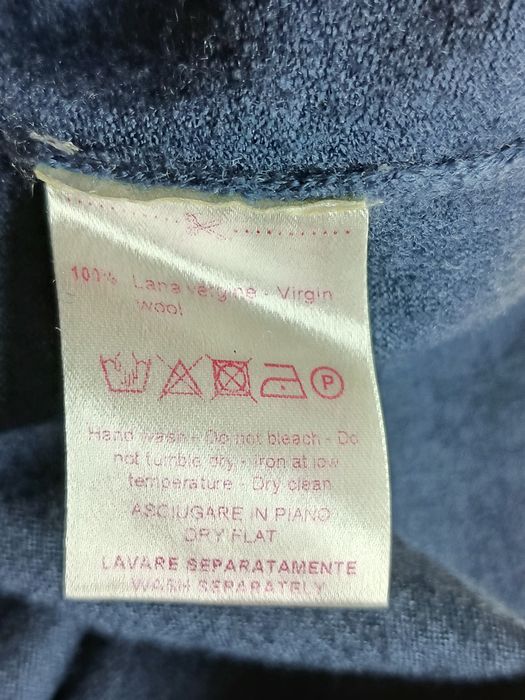 100% Lana vergine - Virgin
wool
P
Hand wash - Do not bleach - Do
not tumble dry - Iron at low
temperature - Dry clean
ASCIUGARE IN PIANO
DRY FLAT
LAVARE SEPARATAMENTE
WASH SEPARATELY